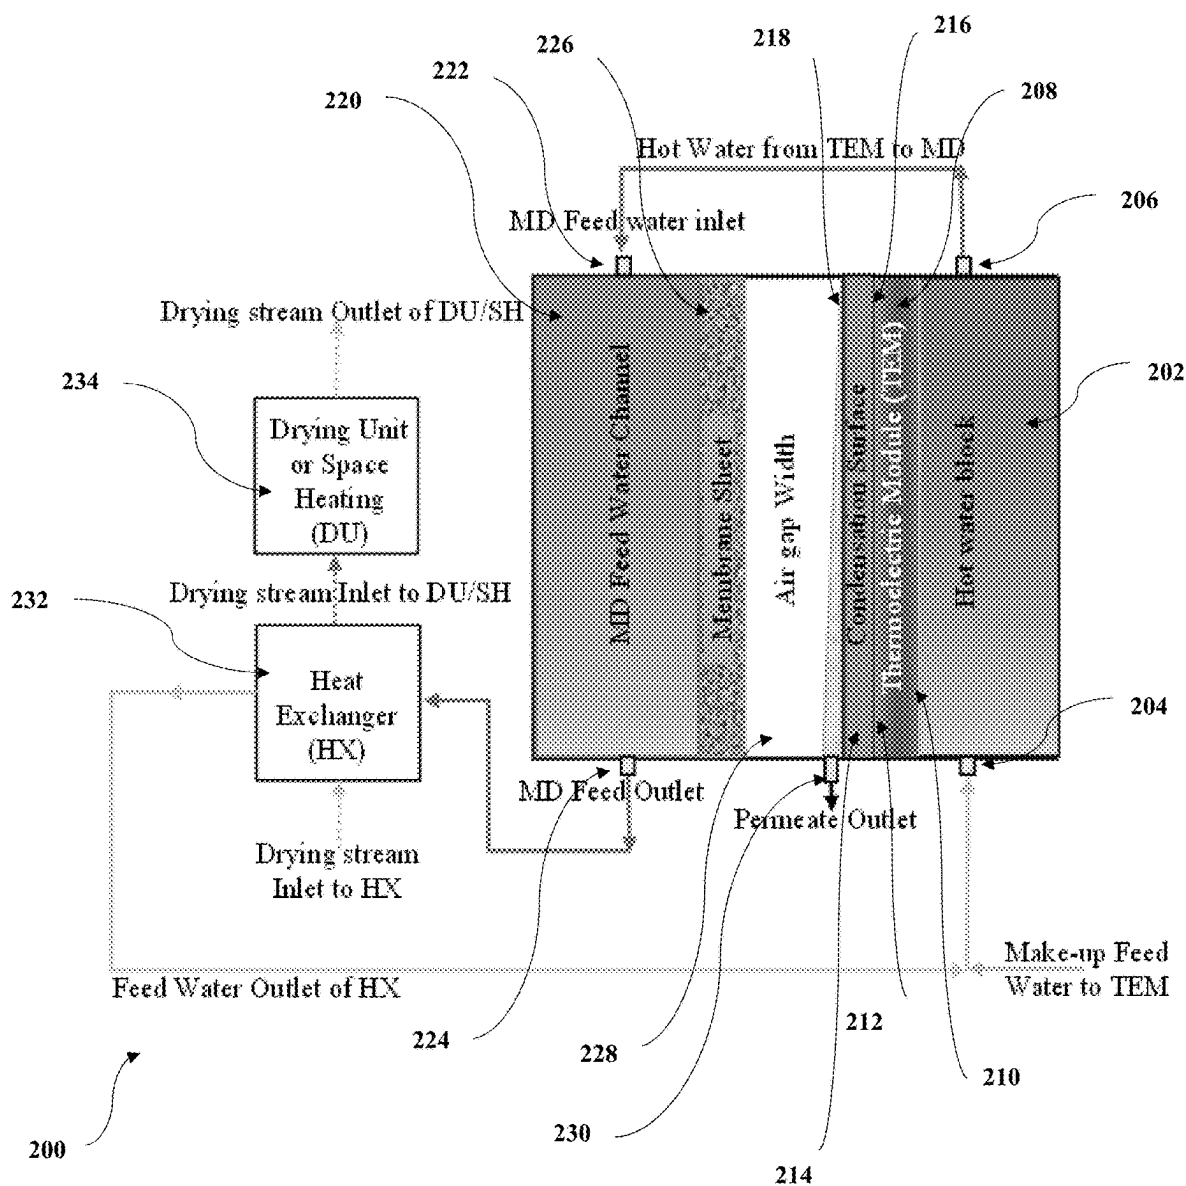 216
218
226
222
220
208
Hot Water from TEM to MD
206
MD Feed water inlet
Drying stream Outlet of DU/SH
234
202
Drying Unit
or Space
Heating
(DU)
MD Feed Water Channel
Membrane Sheet
Air gap Width
Condensation Surface
Thermoelectric Module (TEM)
Hot water block
Drying stream Inlet to DU/SH
232
Heat
Exchanger
(HX)
204
MD Feed Outlet
Permeate Outlet
Drying stream
Inlet to HX
Make-up Feed
Water to TEM
Feed Water Outlet of HX
224
228
212
210
230
214
200